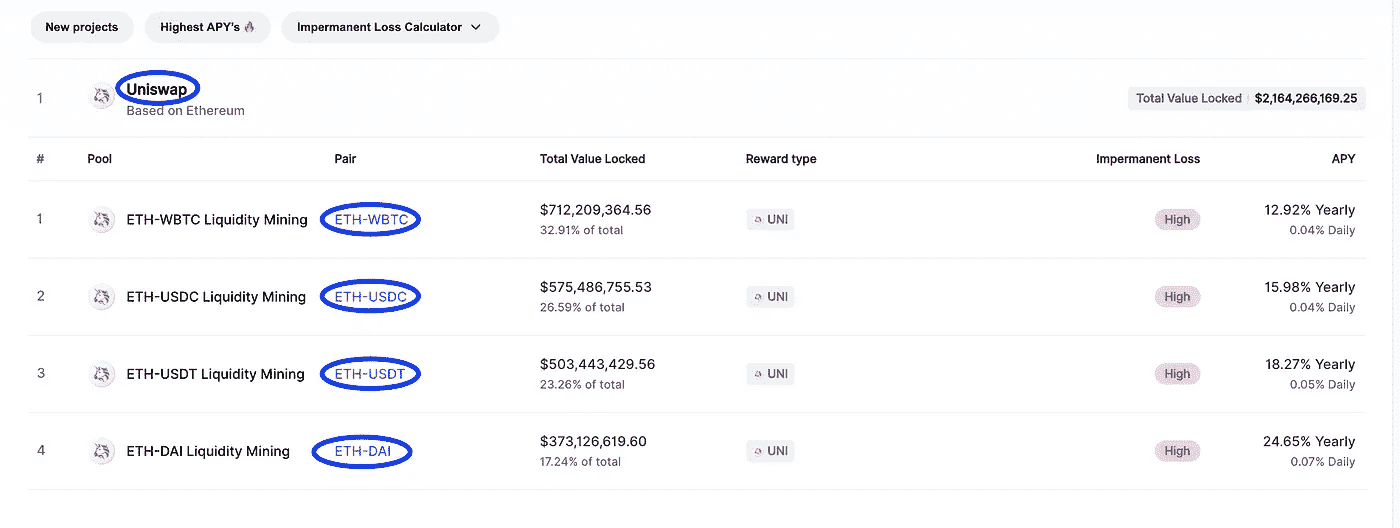 New projects Highest APY's 🔥 Impermanent Loss Calculator
1 Uniswap Total Value Locked $2,164,266,169.25
Based on Ethereum
# Pool Pair Total Value Locked Reward type Impermanent Loss APY
1 ETH-WBTC Liquidity Mining ETH-WBTC $712,209,364.56 UNI High 12.92% Yearly
32.91% of total 0.04% Daily
2 ETH-USDC Liquidity Mining ETH-USDC $575,486,755.53 UNI High 15.98% Yearly
26.59% of total 0.04% Daily
3 ETH-USDT Liquidity Mining ETH-USDT $503,443,429.56 UNI High 18.27% Yearly
23.26% of total 0.05% Daily
4 ETH-DAI Liquidity Mining ETH-DAI $373,126,619.60 UNI High 24.65% Yearly
17.24% of total 0.07% Daily